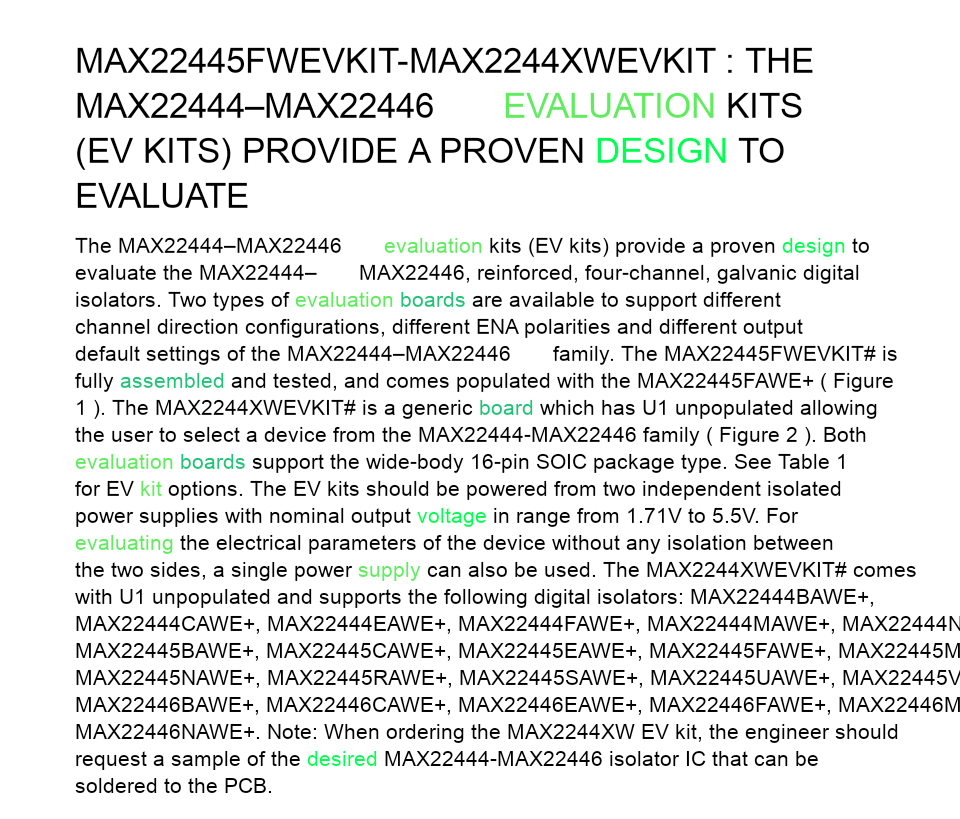 MAX22445FWEVKIT-MAX2244XWEVKIT : THE
MAX22444–MAX22446 EVALUATION KITS
(EV KITS) PROVIDE A PROVEN DESIGN TO
EVALUATE
The MAX22444–MAX22446 evaluation kits (EV kits) provide a proven design to
evaluate the MAX22444– MAX22446, reinforced, four-channel, galvanic digital
isolators. Two types of evaluation boards are available to support different
channel direction configurations, different ENA polarities and different output
default settings of the MAX22444–MAX22446 family. The MAX22445FWEVKIT# is
fully assembled and tested, and comes populated with the MAX22445FAWE+ ( Figure
1 ). The MAX2244XWEVKIT# is a generic board which has U1 unpopulated allowing
the user to select a device from the MAX22444-MAX22446 family ( Figure 2 ). Both
evaluation boards support the wide-body 16-pin SOIC package type. See Table 1
for EV kit options. The EV kits should be powered from two independent isolated
power supplies with nominal output voltage in range from 1.71V to 5.5V. For
evaluating the electrical parameters of the device without any isolation between
the two sides, a single power supply can also be used. The MAX2244XWEVKIT# comes
with U1 unpopulated and supports the following digital isolators: MAX22444BAWE+,
MAX22444CAWE+, MAX22444EAWE+, MAX22444FAWE+, MAX22444MAWE+, MAX22444N
MAX22445BAWE+, MAX22445CAWE+, MAX22445EAWE+, MAX22445FAWE+, MAX22445M
MAX22445NAWE+, MAX22445RAWE+, MAX22445SAWE+, MAX22445UAWE+, MAX22445V
MAX22446BAWE+, MAX22446CAWE+, MAX22446EAWE+, MAX22446FAWE+, MAX22446M
MAX22446NAWE+. Note: When ordering the MAX2244XW EV kit, the engineer should
request a sample of the desired MAX22444-MAX22446 isolator IC that can be
soldered to the PCB.